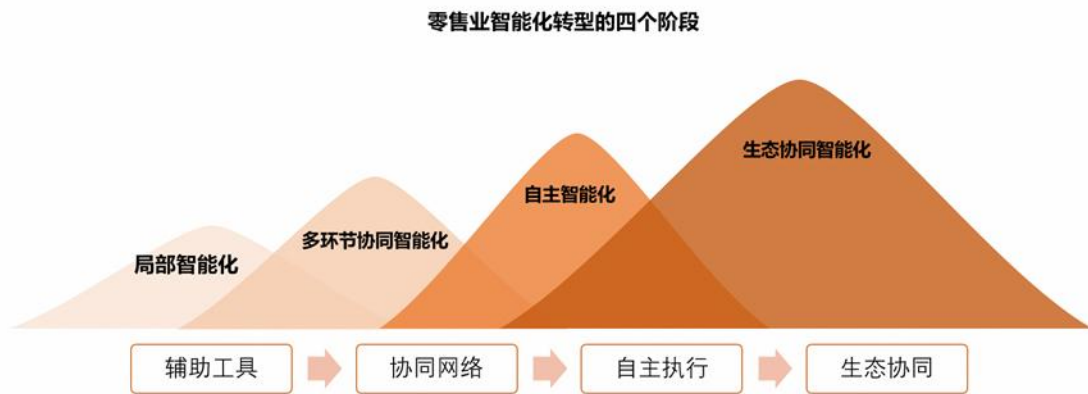 零售业智能化转型的四个阶段
生态协同智能化
自主智能化
多环节协同智能化
局部智能化
辅助工具
协同网络
自主执行
生态协同